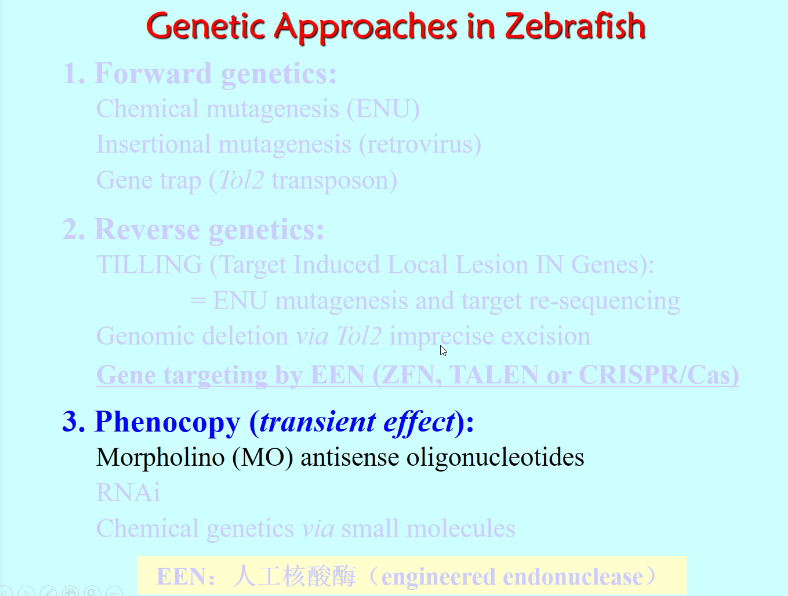 Genetic Approaches in Zebrafish
1. Forward genetics:
Chemical mutagenesis (ENU)
Insertional mutagenesis (retrovirus)
Gene trap (Tol2 transposon)
2. Reverse genetics:
TILLING (Target Induced Local Lesion IN Genes):
= ENU mutagenesis and target re-sequencing
Genomic deletion via Tol2 imprecise excision
Gene targeting by EEN (ZFN, TALEN or CRISPR/Cas)
3. Phenocopy (transient effect):
Morpholino (MO) antisense oligonucleotides
RNAi
Chemical genetics via small molecules
EEN：人工核酸酶（engineered endonuclease）